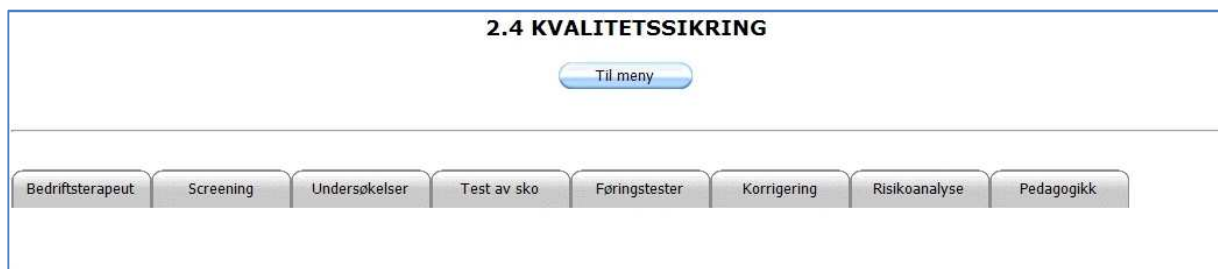 2.4 KVALITETSSIKRING
Til meny
Bedriftsterapeut Screening Undersøkelser Test av sko Føringstester Korrigering Risikoanalyse Pedagogikk